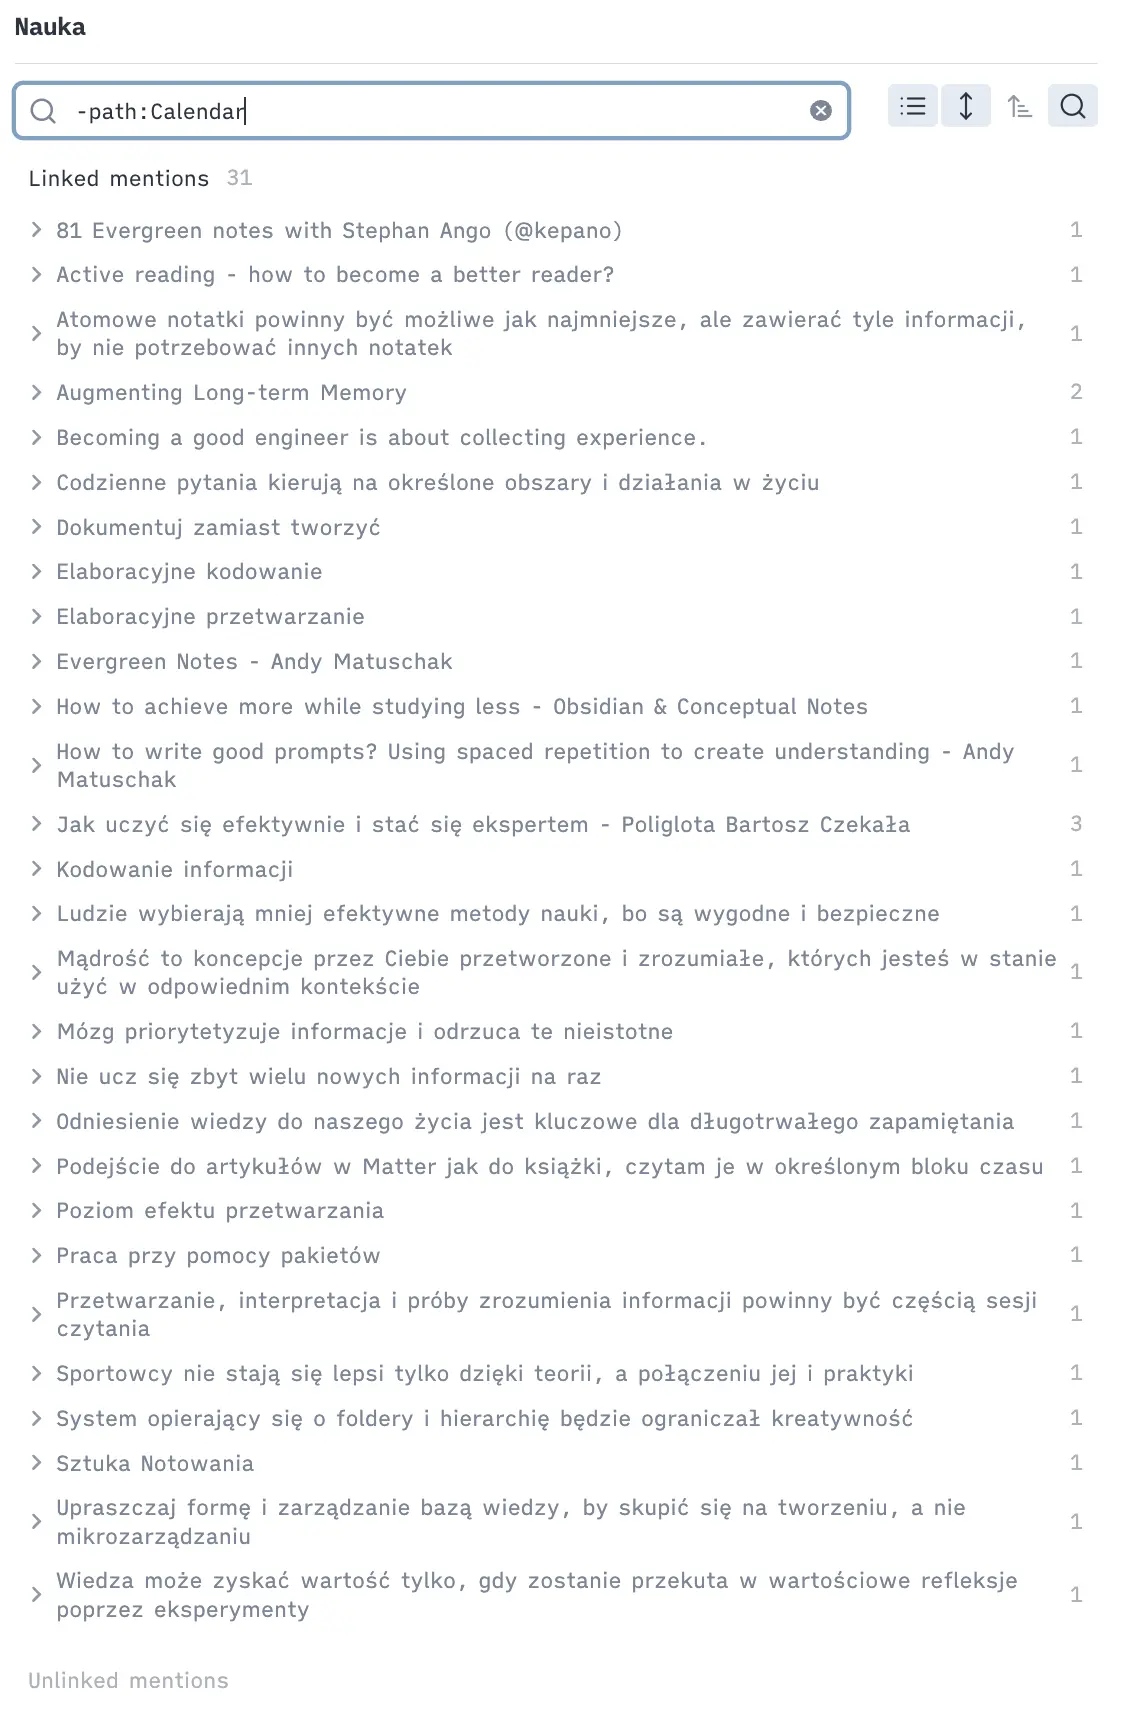 Nauka
-path:Calendar
Linked mentions 31
81 Evergreen notes with Stephan Ango (@kepano) 1
Active reading - how to become a better reader? 1
Atomowe notatki powinny być możliwe jak najmniejsze, ale zawierać tyle informacji,
by nie potrzebować innych notatek 1
Augmenting Long-term Memory 2
Becoming a good engineer is about collecting experience. 1
Codzienne pytania kierują na określone obszary i działania w życiu 1
Dokumentuj zamiast tworzyć 1
Elaboracyjne kodowanie 1
Elaboracyjne przetwarzanie 1
Evergreen Notes - Andy Matuschak 1
How to achieve more while studying less - Obsidian & Conceptual Notes 1
How to write good prompts? Using spaced repetition to create understanding - Andy
Matuschak 1
Jak uczyć się efektywnie i stać się ekspertem - Poliglota Bartosz Czekała 3
Kodowanie informacji 1
Ludzie wybierają mniej efektywne metody nauki, bo są wygodne i bezpieczne 1
Mądrość to koncepcje przez Ciebie przetworzone i zrozumiałe, których jesteś w stanie
użyć w odpowiednim kontekście 1
Mózg priorytetyzuje informacje i odrzuca te nieistotne 1
Nie ucz się zbyt wielu nowych informacji na raz 1
Odniesienie wiedzy do naszego życia jest kluczowe dla długotrwałego zapamiętania 1
Podejście do artykułów w Matter jak do książki, czytam je w określonym bloku czasu 1
Poziom efektu przetwarzania 1
Praca przy pomocy pakietów 1
Przetwarzanie, interpretacja i próby zrozumienia informacji powinny być częścią sesji
czytania 1
Sportowcy nie stają się lepsi tylko dzięki teorii, a połączeniu jej i praktyki 1
System opierający się o foldery i hierarchię będzie ograniczał kreatywność 1
Sztuka Notowania 1
Upraszczaj formę i zarządzanie bazą wiedzy, by skupić się na tworzeniu, a nie
mikrozarządzaniu 1
Wiedza może zyskać wartość tylko, gdy zostanie przekuta w wartościowe refleksje
poprzez eksperymenty 1
Unlinked mentions